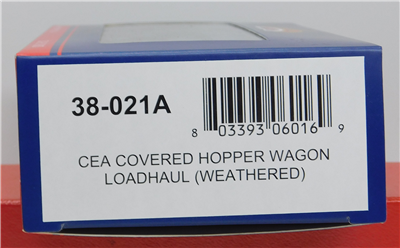 38-021A
8 03393 06016 9
CEA COVERED HOPPER WAGON
LOADHAUL (WEATHERED)